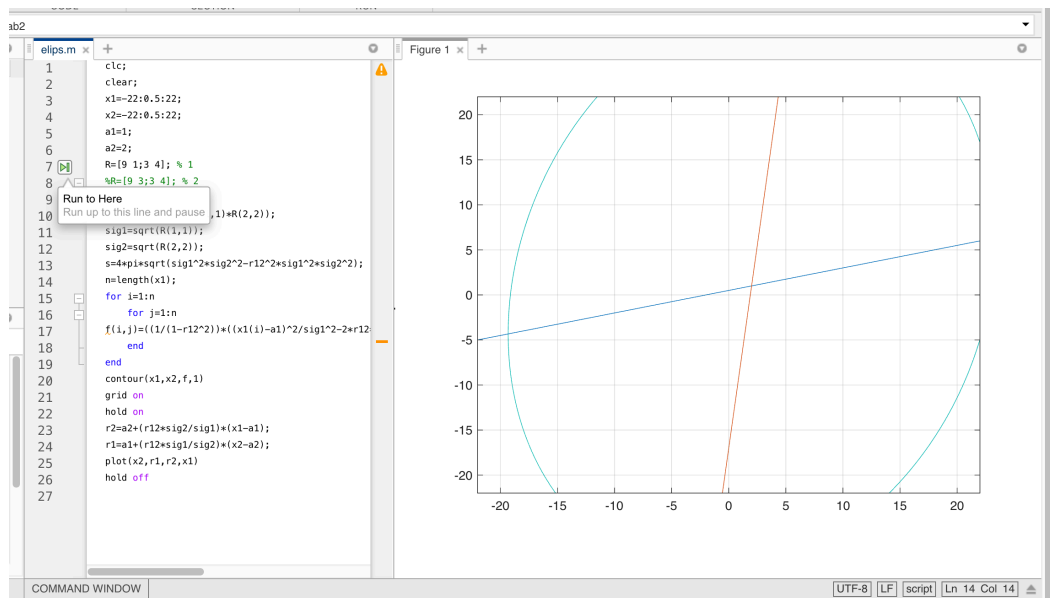 ab2
elips.m × +
Figure 1 × +
1 clc;
2 clear;
3 x1=-22:0.5:22;
4 x2=-22:0.5:22;
5 a1=1;
6 a2=2;
7 R=[9 1;3 4]; % 1
8 %R=[9 3;3 4]; % 2
9
Run to Here
Run up to this line and pause
10 ,1)*R(2,2));
11 sig1=sqrt(R(1,1));
12 sig2=sqrt(R(2,2));
13 s=4*pi*sqrt(sig1^2*sig2^2-r12^2*sig1^2*sig2^2);
14 n=length(x1);
15 for i=1:n
16 for j=1:n
17 f(i,j)=((1/(1-r12^2))*((x1(i)-a1)^2/sig1^2-2*r12
18 end
19 end
20 contour(x1,x2,f,1)
21 grid on
22 hold on
23 r2=a2+(r12*sig2/sig1)*(x1-a1);
24 r1=a1+(r12*sig1/sig2)*(x2-a2);
25 plot(x2,r1,r2,x1)
26 hold off
27
20
15
10
5
0
-5
-10
-15
-20
-20 -15 -10 -5 0 5 10 15 20
COMMAND WINDOW
UTF-8 LF script Ln 14 Col 14